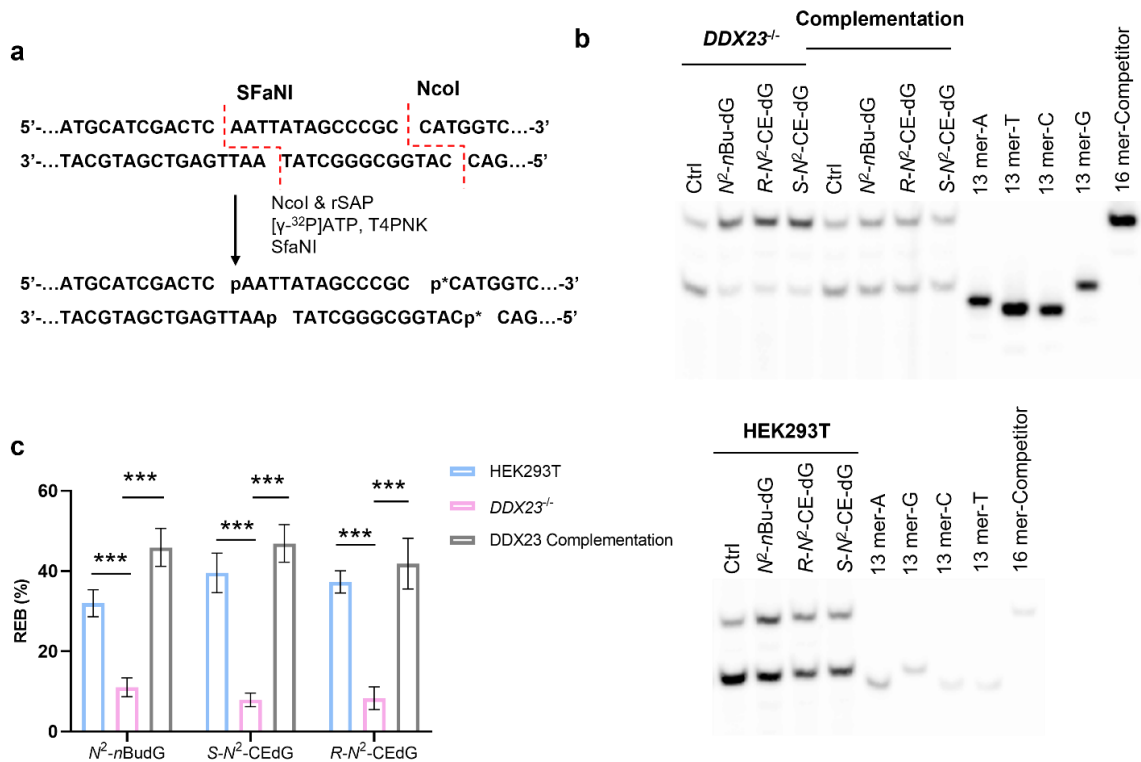 a
SFaNI NcoI
5’-...ATGCATCGACTC AATTATAGCCCGC CATGGTC...-3’
3’-...TACGTAGCTGAGTTAA TATCGGGCGGTAC CAG...-5’
NcoI & rSAP
[γ-³²P]ATP, T4PNK
SfaNI
5’-...ATGCATCGACTC pAATTATAGCCCGC p*CATGGTC...-3’
3’-...TACGTAGCTGAGTTAAp TATCGGGCGGTACp* CAG...-5’
b
DDX23-/-
Complementation
Ctrl
N²-nBu-dG
R-N²-CE-dG
S-N²-CE-dG
Ctrl
N²-nBu-dG
R-N²-CE-dG
S-N²-CE-dG
13 mer-A
13 mer-T
13 mer-C
13 mer-G
16 mer-Competitor
HEK293T
Ctrl
N²-nBu-dG
R-N²-CE-dG
S-N²-CE-dG
13 mer-A
13 mer-G
13 mer-C
13 mer-T
16 mer-Competitor
c
HEK293T
DDX23-/-
DDX23 Complementation
REB (%)
60
40
20
0
*** *** *** *** *** ***
N²-nBudG S-N²-CEdG R-N²-CEdG